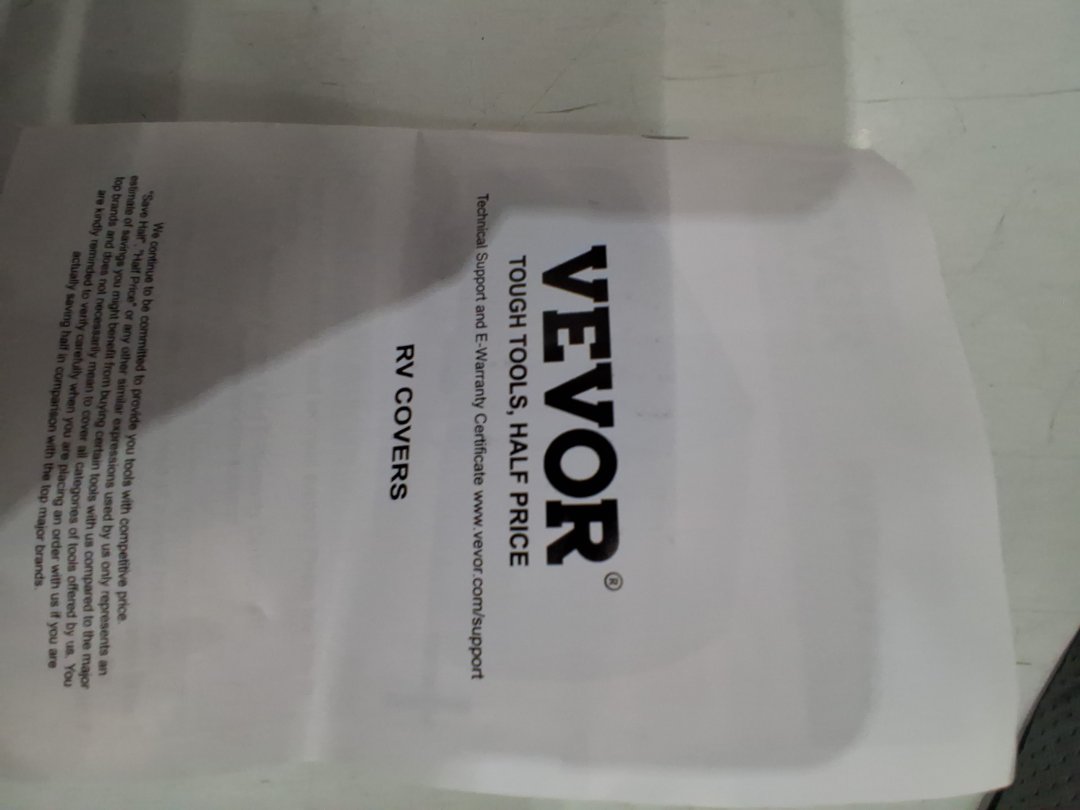 VEVOR®
TOUGH TOOLS, HALF PRICE
Technical Support and E-Warranty Certificate www.vevor.com/support
RV COVERS
We continue to be committed to provide you tools with competitive price.
"Save Half", "Half Price" or any other similar expressions used by us only represents an
estimate of savings you might benefit from buying certain tools with us compared to the major
top brands and does not necessarily mean to cover all categories of tools offered by us. You
are kindly reminded to verify carefully when you are placing an order with us if you are
actually saving half in comparison with the top major brands.